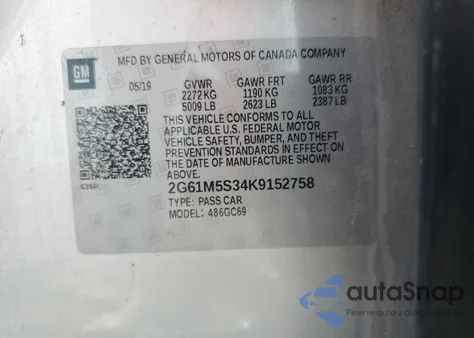 GM
MFD BY GENERAL MOTORS OF CANADA COMPANY
05/19 GVWR GAWR FRT GAWR RR
2272 KG 1190 KG 1083 KG
5009 LB 2623 LB 2387 LB
THIS VEHICLE CONFORMS TO ALL
APPLICABLE U.S. FEDERAL MOTOR
VEHICLE SAFETY, BUMPER, AND THEFT
PREVENTION STANDARDS IN EFFECT ON
THE DATE OF MANUFACTURE SHOWN ABOVE.
2G61M5S34K9152758
TYPE: PASS CAR
MODEL: 486GC69
autoSnap